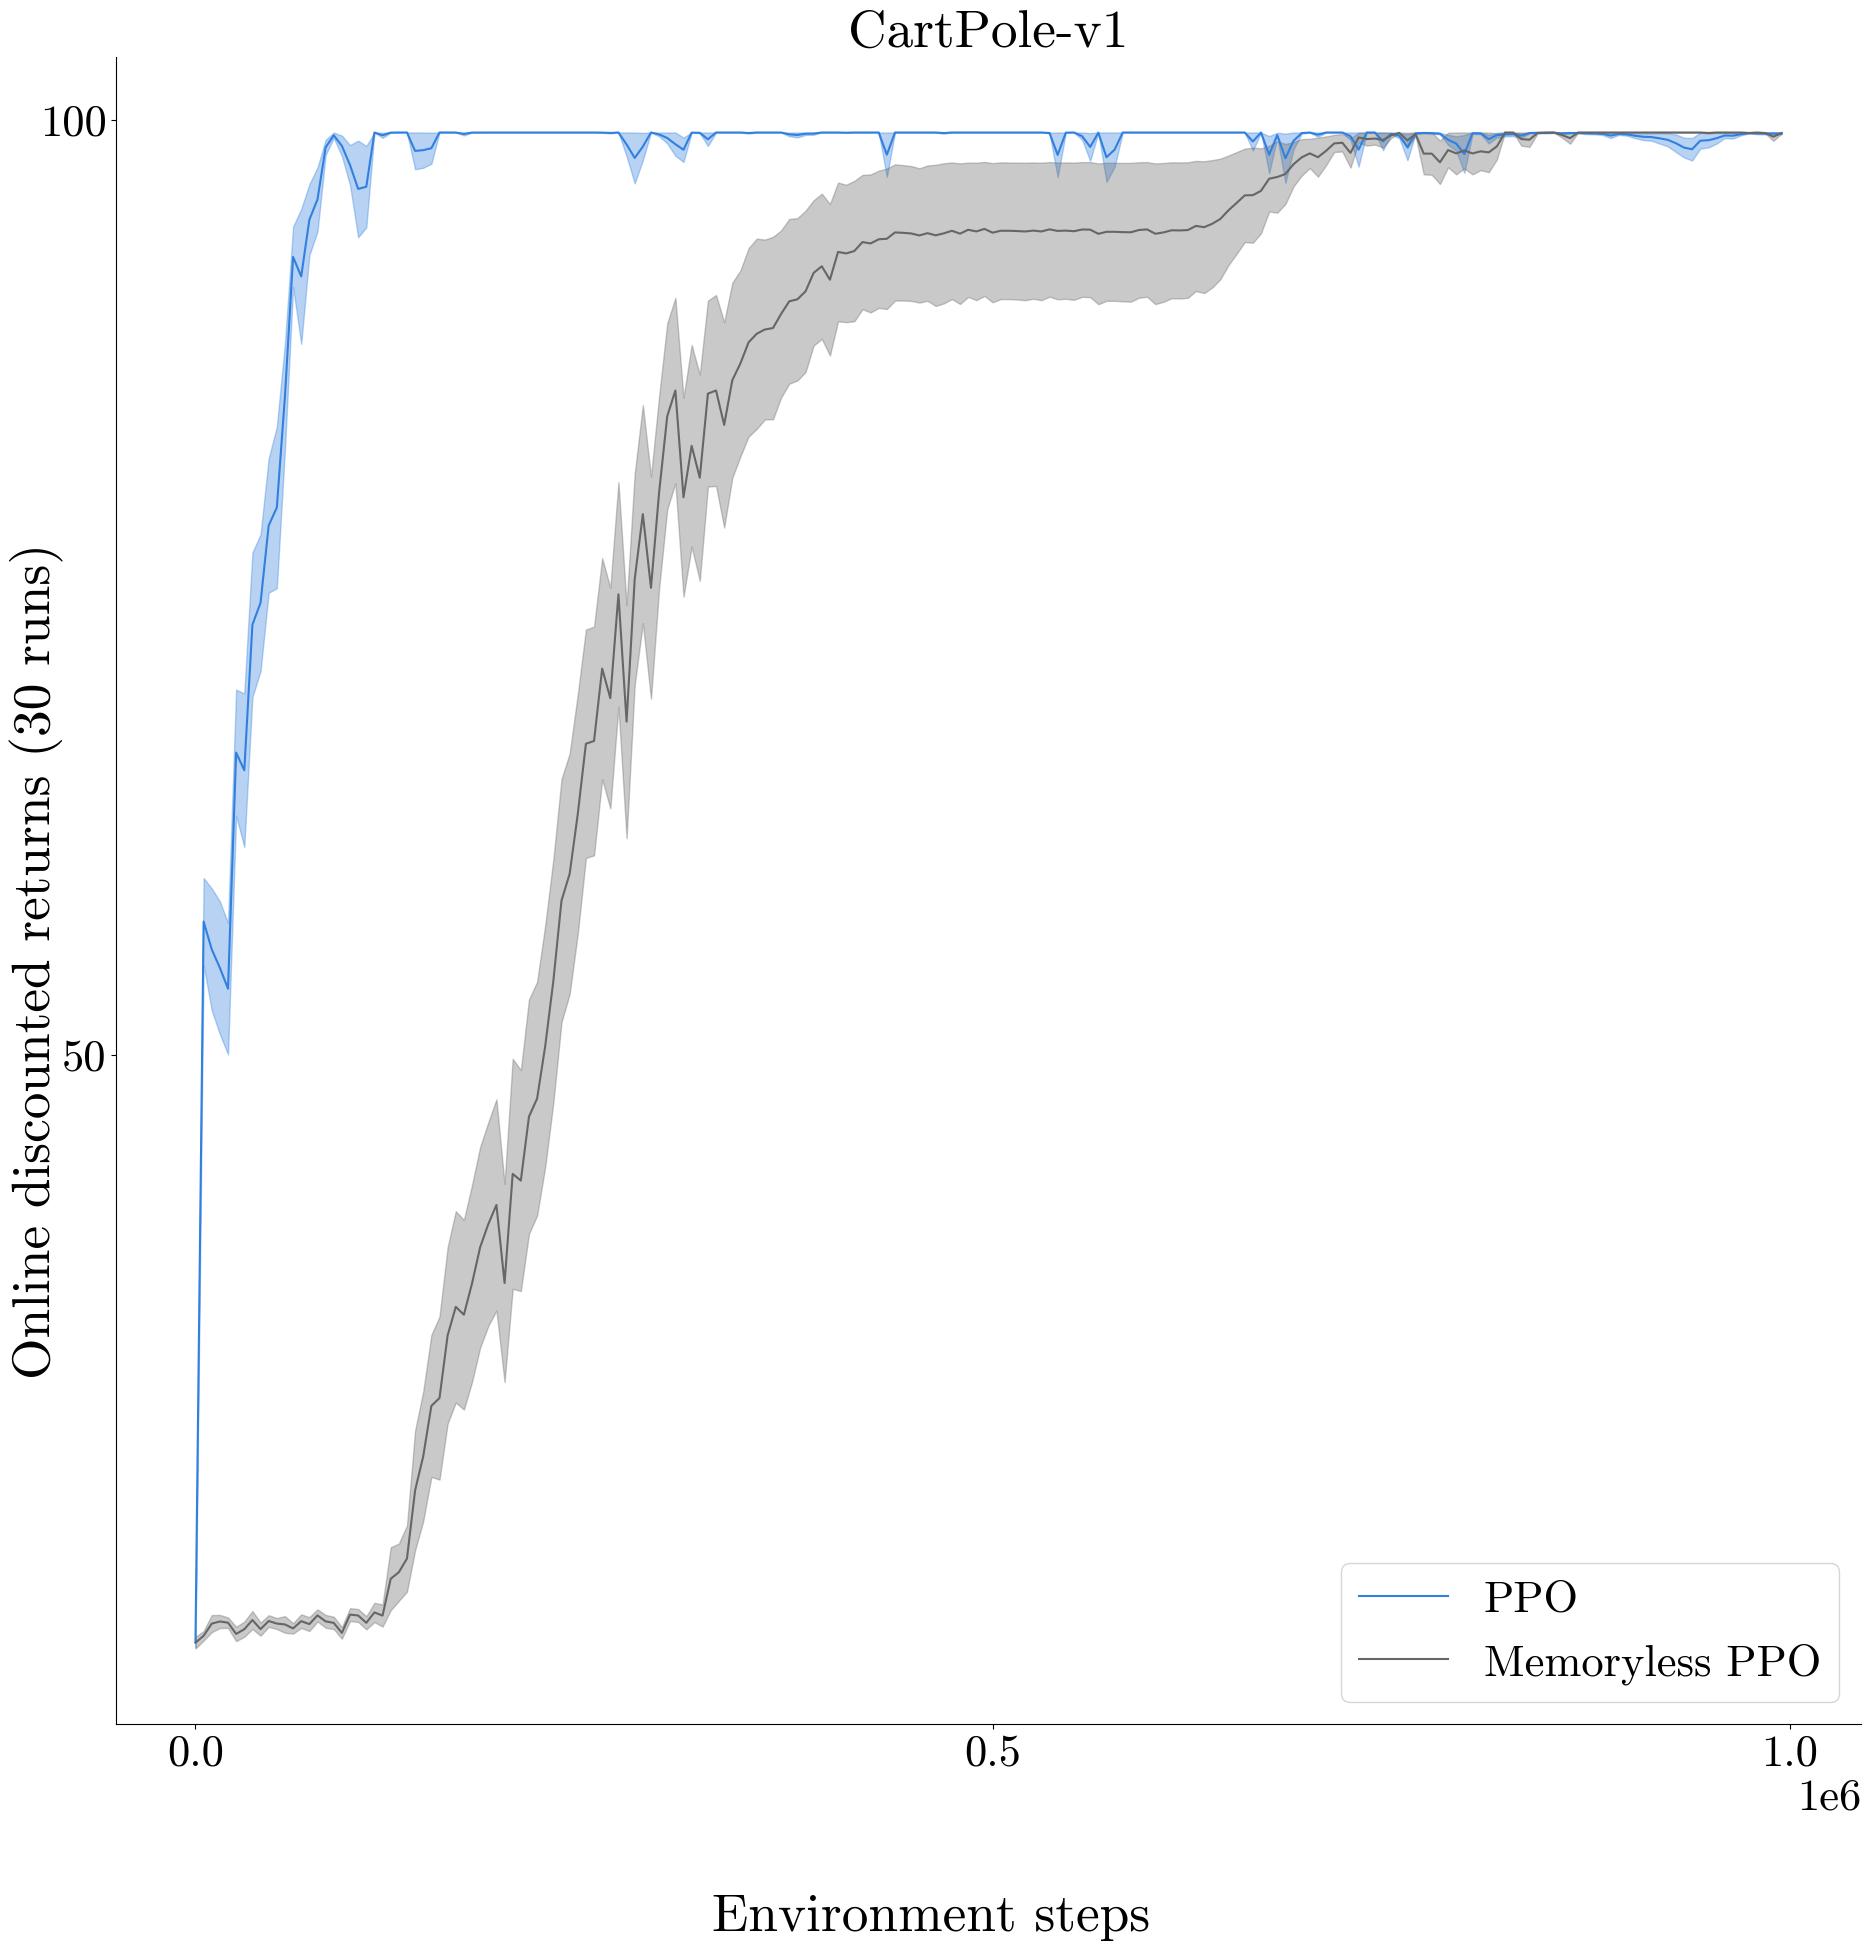 CartPole-v1
100
50
Online discounted returns (30 runs)
PPO
Memoryless PPO
0.0
0.5
1.0
1e6
Environment steps